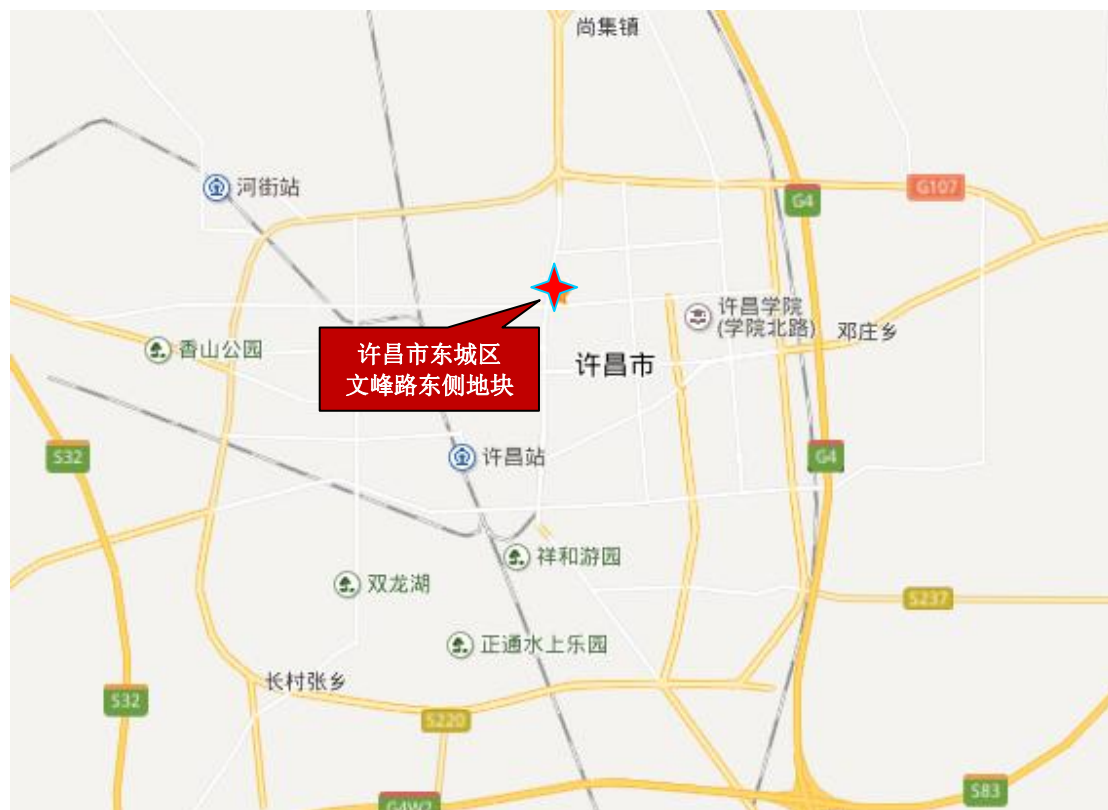 尚集镇
河街站
G107
G4
许昌学院
(学院北路)
邓庄乡
香山公园
许昌市东城区
文峰路东侧地块
许昌市
S32
许昌站
G4
祥和游园
双龙湖
S237
正通水上乐园
长村张乡
S32
S220
S83
G4W2